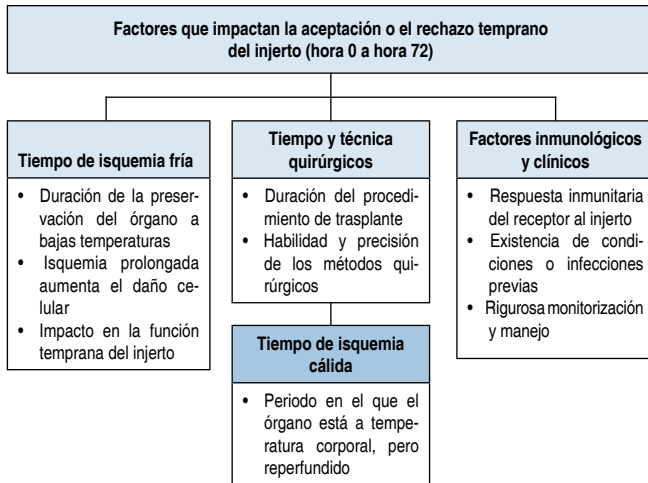 Factores que impactan la aceptación o el rechazo temprano
del injerto (hora 0 a hora 72)
Tiempo de isquemia fría
• Duración de la preser-
vación del órgano a
bajas temperaturas
• Isquemia prolongada
aumenta el daño ce-
lular
• Impacto en la función
temprana del injerto
Tiempo y técnica
quirúrgicos
• Duración del procedi-
miento de trasplante
• Habilidad y precisión
de los métodos qui-
rúrgicos
Tiempo de isquemia
cálida
• Periodo en el que el
órgano está a tempe-
ratura corporal, pero
reperfundido
Factores inmunológicos
y clínicos
• Respuesta inmunitaria
del receptor al injerto
• Existencia de condi-
ciones o infecciones
previas
• Rigurosa monitorización
y manejo